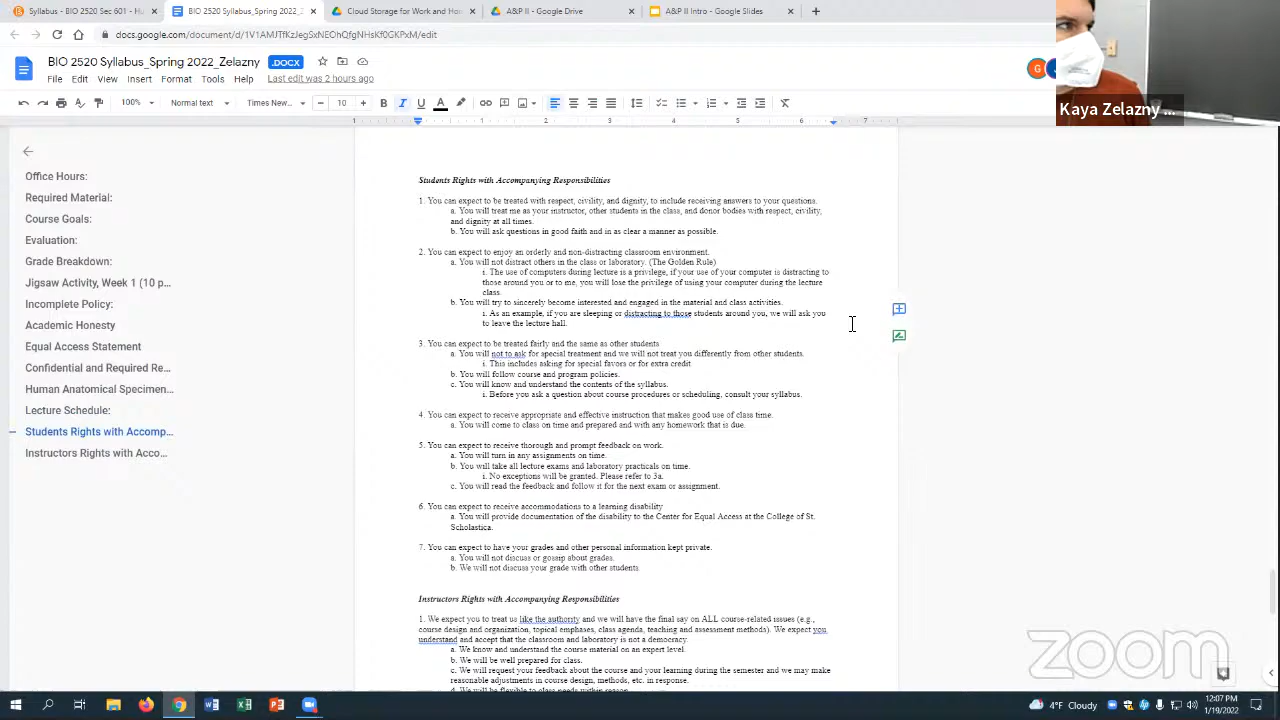 BIO 2520 Syllabus Sec 601 - Hu
BIO 2520 Syllabus_Spring 2022_
Cloud Storage for Work and Ho
A&P II - Google Drive
A&P II Intro - Google Slides
docs.google.com/document/d/1V1AMJTfKzJegSxNEOhQfgNHsKf0GKPxM/edit
BIO 2520 Syllabus_Spring 2022_Zelazny
.DOCX
File Edit View Insert Format Tools Help
Last edit was 2 hours ago
G
Kaya Zelazny ...
100% Normal text Times New... 10
1 1 2 3 4 5 6 7
Office Hours:
Required Material:
Course Goals:
Evaluation:
Grade Breakdown:
Jigsaw Activity, Week 1 (10 p...
Incomplete Policy:
Academic Honesty
Equal Access Statement
Confidential and Required Re...
Human Anatomical Specimen...
Lecture Schedule:
Students Rights with Accomp...
Instructors Rights with Acco...
Students Rights with Accompanying Responsibilities
1. You can expect to be treated with respect, civility, and dignity, to include receiving answers to your questions.
a. You will treat me as your instructor, other students in the class, and donor bodies with respect, civility,
and dignity at all times.
b. You will ask questions in good faith and in as clear a manner as possible.
2. You can expect to enjoy an orderly and non-distracting classroom environment.
a. You will not distract others in the class or laboratory. (The Golden Rule)
i. The use of computers during lecture is a privilege, if your use of your computer is distracting to
those around you or to me, you will lose the privilege of using your computer during the lecture
class.
b. You will try to sincerely become interested and engaged in the material and class activities.
i. As an example, if you are sleeping or distracting to those students around you, we will ask you
to leave the lecture hall.
3. You can expect to be treated fairly and the same as other students
a. You will not to ask for special treatment and we will not treat you differently from other students.
i. This includes asking for special favors or for extra credit
b. You will follow course and program policies.
c. You will know and understand the contents of the syllabus.
i. Before you ask a question about course procedures or scheduling, consult your syllabus.
4. You can expect to receive appropriate and effective instruction that makes good use of class time.
a. You will come to class on time and prepared and with any homework that is due.
5. You can expect to receive thorough and prompt feedback on work.
a. You will turn in any assignments on time.
b. You will take all lecture exams and laboratory practicals on time.
i. No exceptions will be granted. Please refer to 3a.
c. You will read the feedback and follow it for the next exam or assignment.
6. You can expect to receive accommodations to a learning disability
a. You will provide documentation of the disability to the Center for Equal Access at the College of St.
Scholastica.
7. You can expect to have your grades and other personal information kept private.
a. You will not discuss or gossip about grades.
b. We will not discuss your grade with other students
Instructors Rights with Accompanying Responsibilities
1. We expect you to treat us like the authority and we will have the final say on ALL course-related issues (e.g.,
course design and organization, topical emphases, class agenda, teaching and assessment methods). We expect you
understand and accept that the classroom and laboratory is not a democracy.
a. We know and understand the course material on an expert level.
b. We will be well prepared for class.
c. We will request your feedback about the course and your learning during the semester and we may make
reasonable adjustments in course design, methods, etc. in response.
d. We will be flexible to class needs within reason
zoom
4°F Cloudy
12:07 PM
1/19/2022